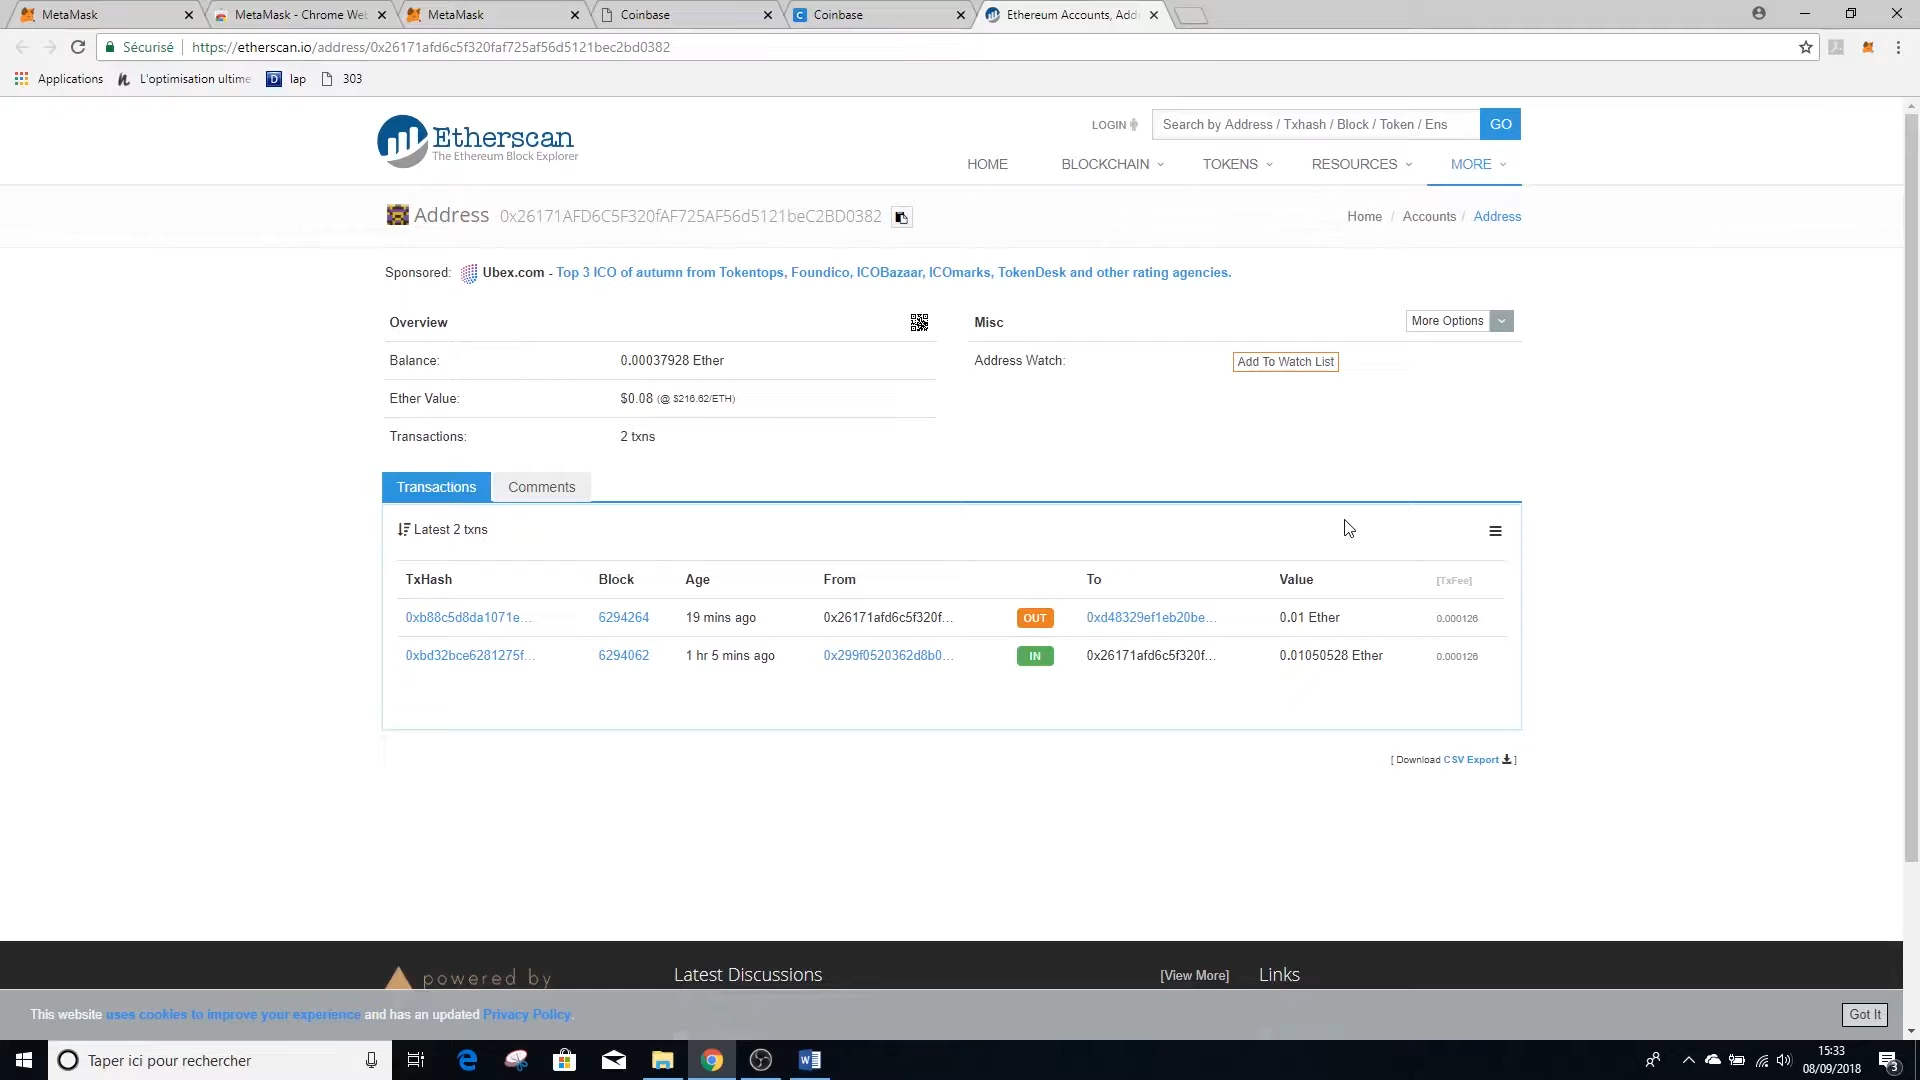 MetaMask
MetaMask - Chrome Web
MetaMask
Coinbase
Coinbase
Ethereum Accounts, Add
Sécurisé
https://etherscan.io/address/0x26171afd6c5f320faf725af56d5121bec2bd0382
Applications
L'optimisation ultime
lap
303
Etherscan
The Ethereum Block Explorer
LOGIN
Search by Address / Txhash / Block / Token / Ens
GO
HOME
BLOCKCHAIN
TOKENS
RESOURCES
MORE
Address 0x26171AFD6C5F320fAF725AF56d5121beC2BD0382
Home / Accounts / Address
Sponsored: Ubex.com - Top 3 ICO of autumn from Tokentops, Foundico, ICOBazaar, ICOmarks, TokenDesk and other rating agencies.
Overview
Misc
More Options
Balance: 0.00037928 Ether
Address Watch: Add To Watch List
Ether Value: $0.08 (@ $216.62/ETH)
Transactions: 2 txns
Transactions
Comments
Latest 2 txns
TxHash Block Age From To Value [TxFee]
0xb88c5d8da1071e... 6294264 19 mins ago 0x26171afd6c5f320f... OUT 0xd48329ef1eb20be... 0.01 Ether 0.000126
0xbd32bce6281275f... 6294062 1 hr 5 mins ago 0x299f0520362d8b0... IN 0x26171afd6c5f320f... 0.01050528 Ether 0.000126
[ Download CSV Export ]
powered by
Latest Discussions
[View More]
Links
This website uses cookies to improve your experience and has an updated Privacy Policy.
Got It
Taper ici pour rechercher
15:33
08/09/2018
3